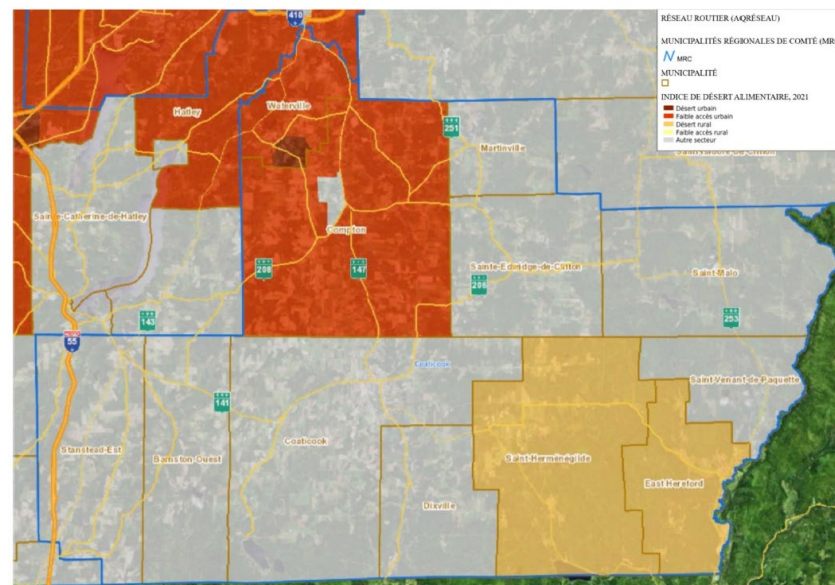 RÉSEAU ROUTIER (AQRÉSEAU)
MUNICIPALITÉS RÉGIONALES DE COMTÉ (MRC
MRC
MUNICIPALITÉ
INDICE DE DÉSERT ALIMENTAIRE, 2021
Désert urbain
Faible accès urbain
Désert rural
Faible accès rural
Autre secteur
410
Hatley
Waterville
251
Martinville
Sainte-Catherine-de-Hatley
Compton
208
147
Sainte-Edwidge-de-Clifton
206
Saint-Malo
253
143
55
Coaticook
Saint-Venant-de-Paquette
141
Stanstead-Est
Barnston-Ouest
Coaticook
Saint-Herménégilde
East Hereford
Dixville